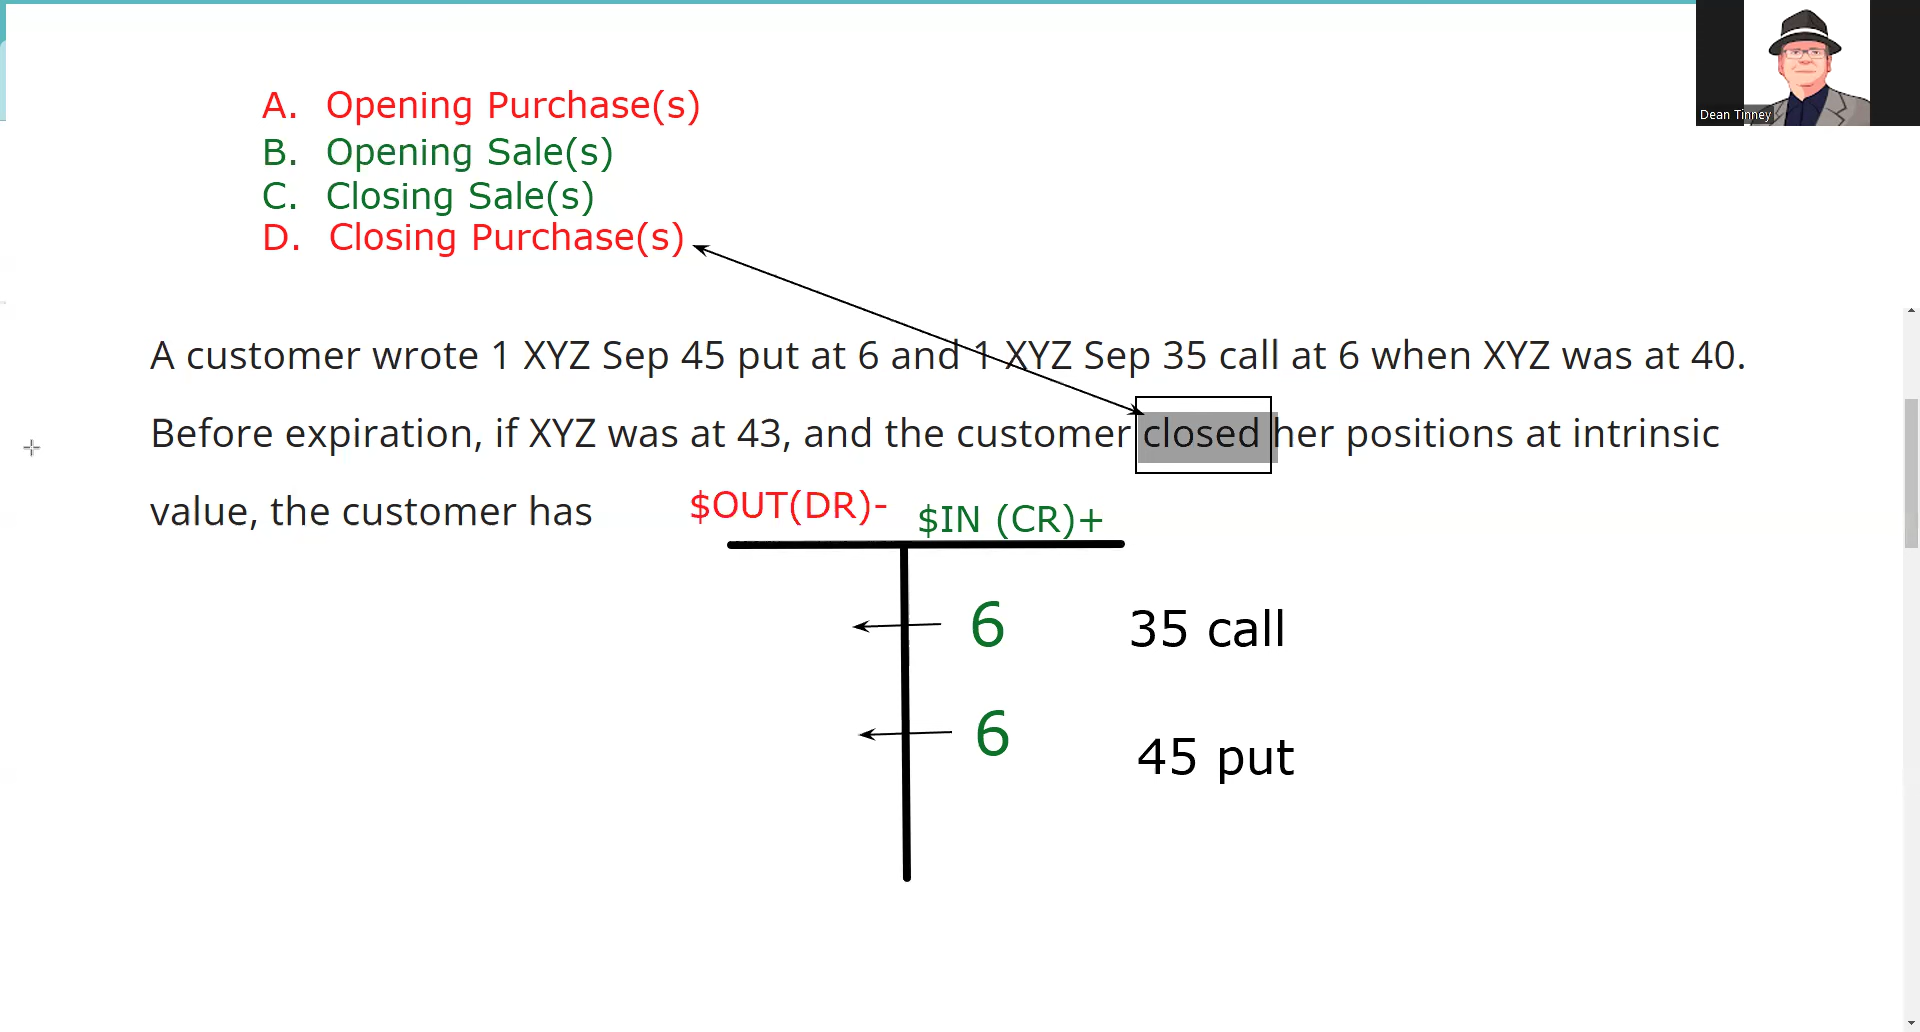 A. Opening Purchase(s)
B. Opening Sale(s)
C. Closing Sale(s)
D. Closing Purchase(s)
Dean Tinney
A customer wrote 1 XYZ Sep 45 put at 6 and 1 XYZ Sep 35 call at 6 when XYZ was at 40.
Before expiration, if XYZ was at 43, and the customer closed her positions at intrinsic
value, the customer has
$OUT(DR)- $IN (CR)+
6 35 call
6 45 put